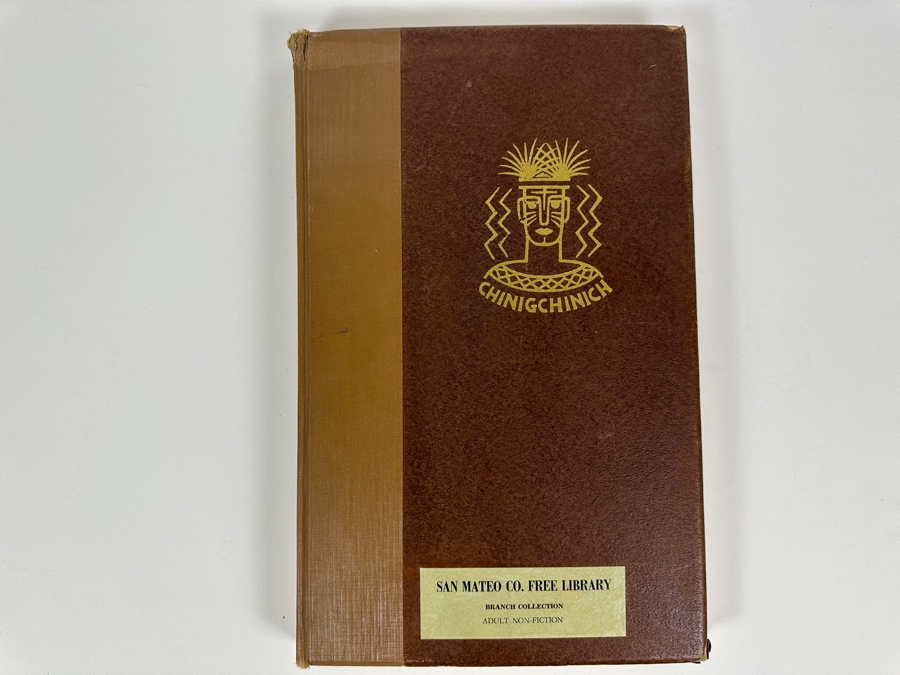 CHINIGCHINICH
SAN MATEO CO. FREE LIBRARY
BRANCH COLLECTION
ADULT NON-FICTION